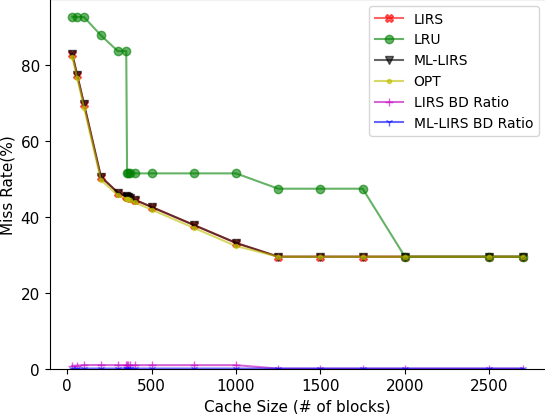 LIRS
LRU
ML-LIRS
OPT
LIRS BD Ratio
ML-LIRS BD Ratio
Miss Rate(%)
80
60
40
20
0
0 500 1000 1500 2000 2500
Cache Size (# of blocks)